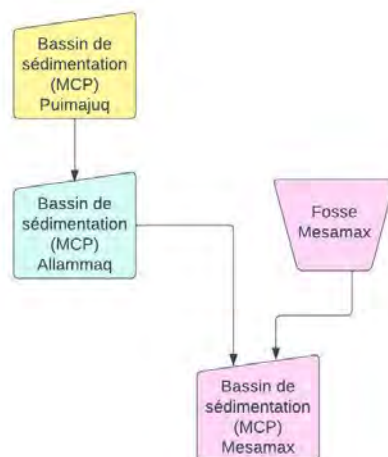 Bassin de
sédimentation
(MCP)
Puimajuq
Bassin de
sédimentation
(MCP)
Allammaq
Fosse
Mesamax
Bassin de
sédimentation
(MCP)
Mesamax